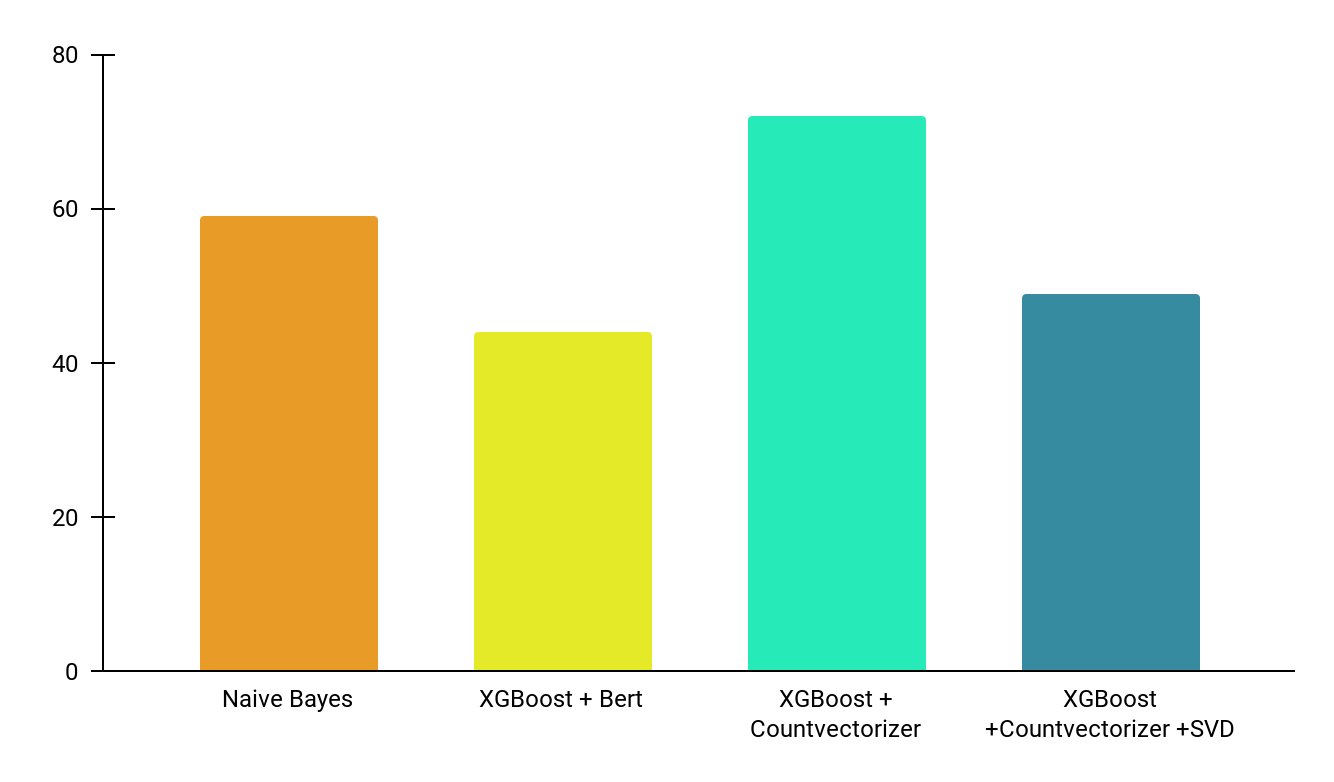 80
60
40
20
0
Naive Bayes
XGBoost + Bert
XGBoost +
Countvectorizer
XGBoost
+Countvectorizer +SVD